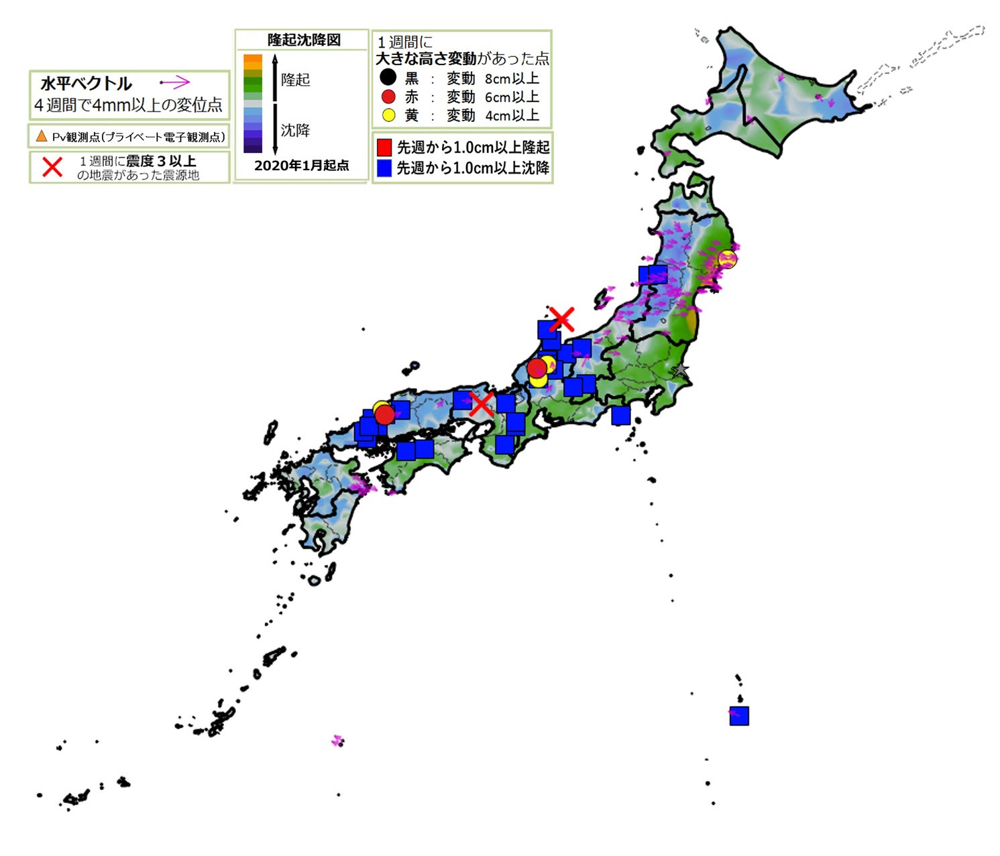 水平ベクトル
４週間で4mm以上の変位点
Pv観測点(プライベート電子観測点)
１週間に震度３以上
の地震があった震源地
隆起沈降図
隆起
沈降
2020年1月起点
１週間に
大きな高さ変動があった点
黒 ： 変動 8cm以上
赤 ： 変動 6cm以上
黄 ： 変動 4cm以上
先週から1.0cm以上隆起
先週から1.0cm以上沈降